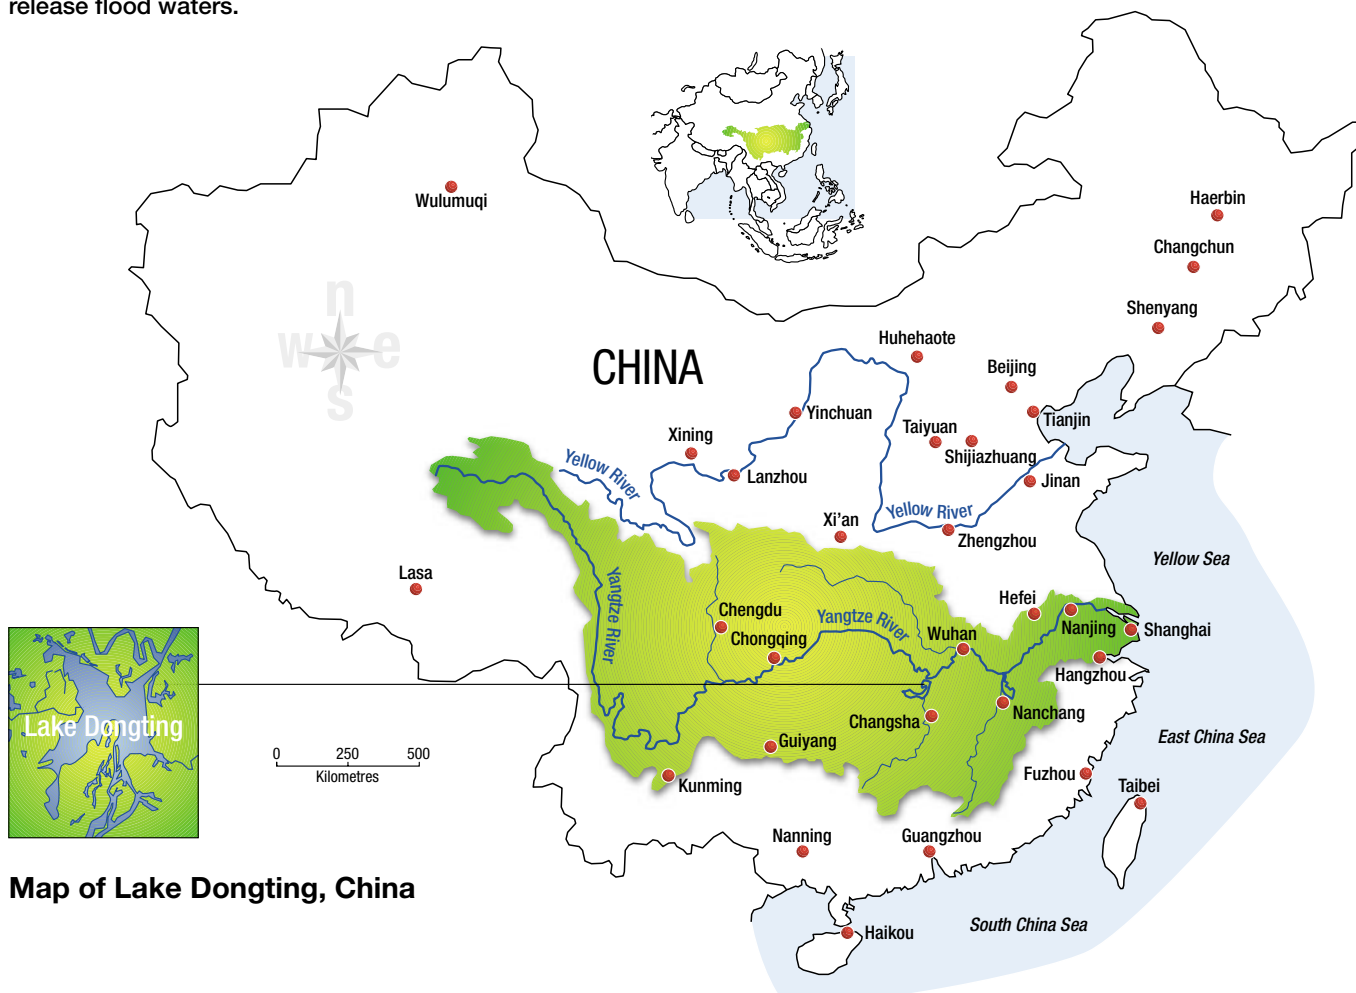 release flood waters.
Wulumuqi
Haerbin
Changchun
Shenyang
n
w e
s
CHINA
Huhehaote
Beijing
Yinchuan
Tianjin
Taiyuan
Xining
Shijiazhuang
Lanzhou
Yellow River
Jinan
Yellow River
Xi'an
Zhengzhou
Yellow Sea
Lasa
Yangtze River
Hefei
Chengdu
Yangtze River
Nanjing
Shanghai
Chongqing
Wuhan
Hangzhou
Lake Dongting
Changsha
Nanchang
Guiyang
East China Sea
0 250 500
Kilometres
Kunming
Fuzhou
Taibei
Nanning
Guangzhou
Map of Lake Dongting, China
South China Sea
Haikou